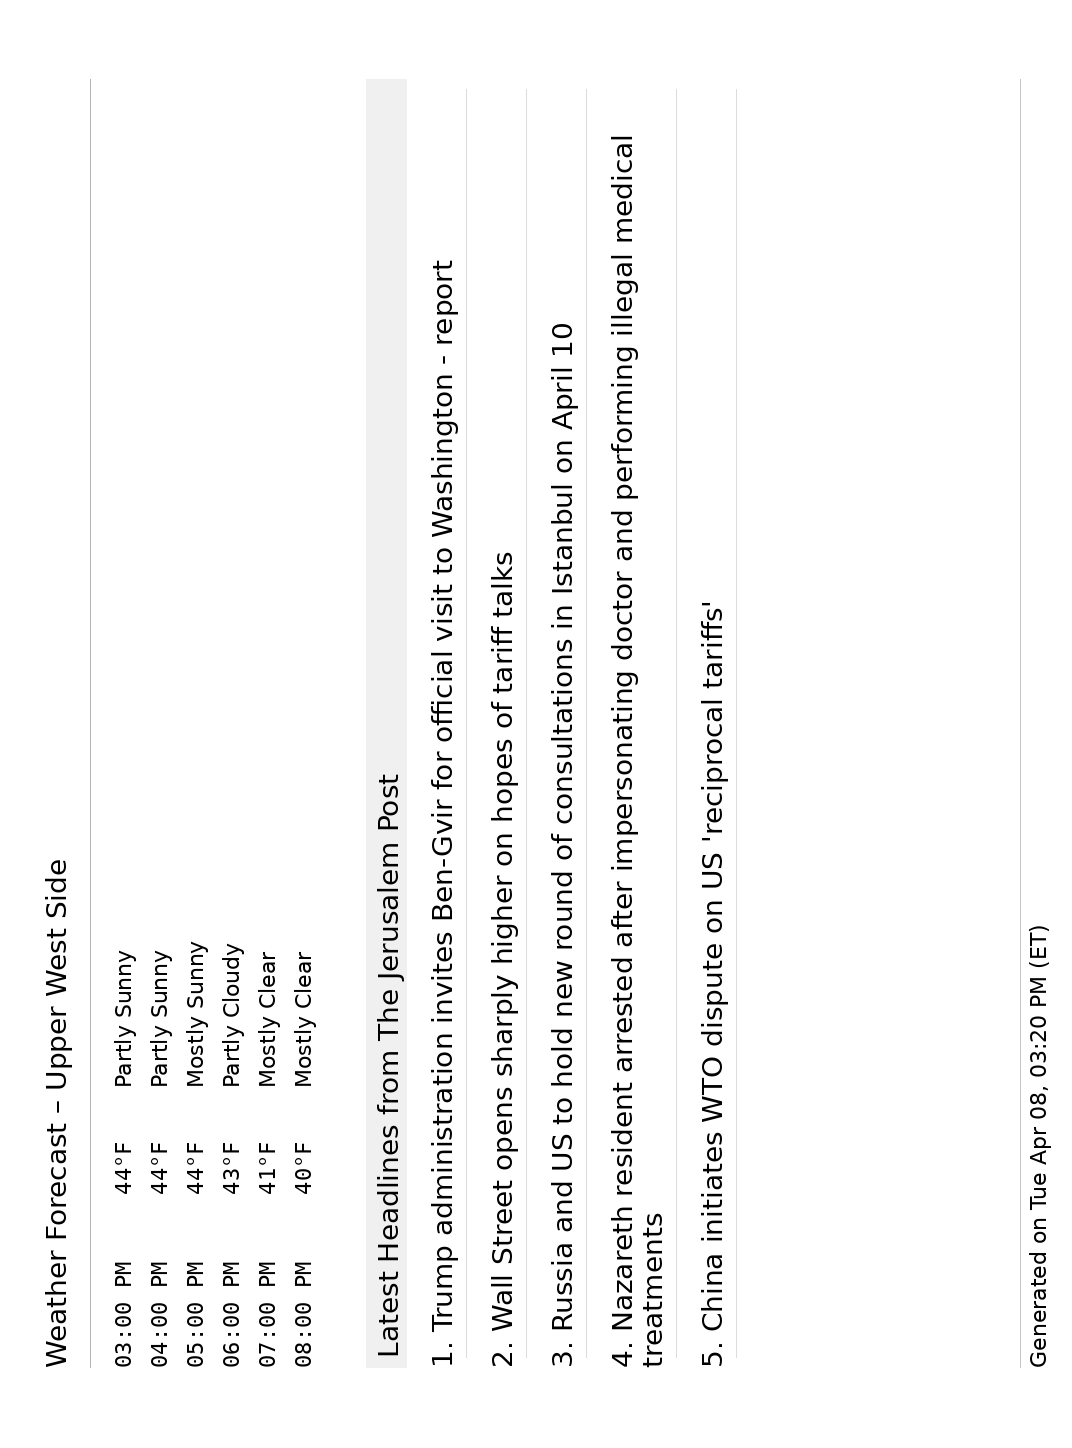 Weather Forecast – Upper West Side
03:00 PM 44°F Partly Sunny
04:00 PM 44°F Partly Sunny
05:00 PM 44°F Mostly Sunny
06:00 PM 43°F Partly Cloudy
07:00 PM 41°F Mostly Clear
08:00 PM 40°F Mostly Clear
Latest Headlines from The Jerusalem Post
1. Trump administration invites Ben-Gvir for official visit to Washington - report
2. Wall Street opens sharply higher on hopes of tariff talks
3. Russia and US to hold new round of consultations in Istanbul on April 10
4. Nazareth resident arrested after impersonating doctor and performing illegal medical
treatments
5. China initiates WTO dispute on US 'reciprocal tariffs'
Generated on Tue Apr 08, 03:20 PM (ET)